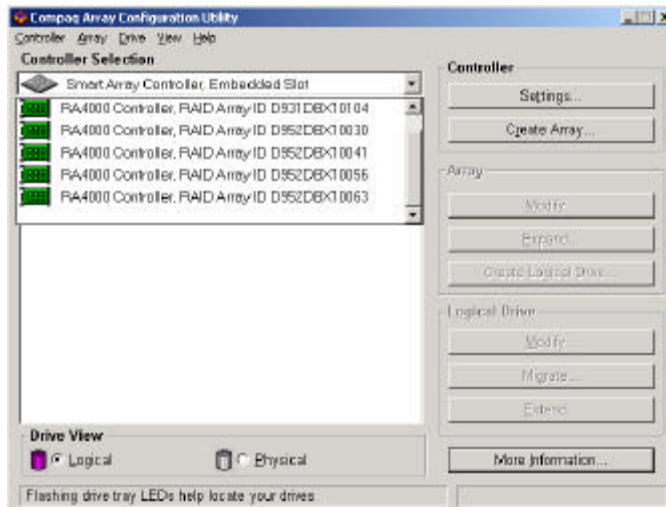 Compaq Array Configuration Utility
Controller Array Drive View Help
Controller Selection
Smart Array Controller, Embedded Slot
RA4000 Controller, RAID Array ID D931DBX10104
RA4000 Controller, RAID Array ID D952DBX10030
RA4000 Controller, RAID Array ID D952DBX10041
RA4000 Controller, RAID Array ID D952DBX10056
RA4000 Controller, RAID Array ID D952DBX10063
Controller
Settings...
Create Array...
Array
Modify
Expand...
Create Logical Drive...
Logical Drive
Modify
Migrate...
Extend
Drive View
Logical
Physical
More Information...
Flashing drive tray LEDs help locate your drives